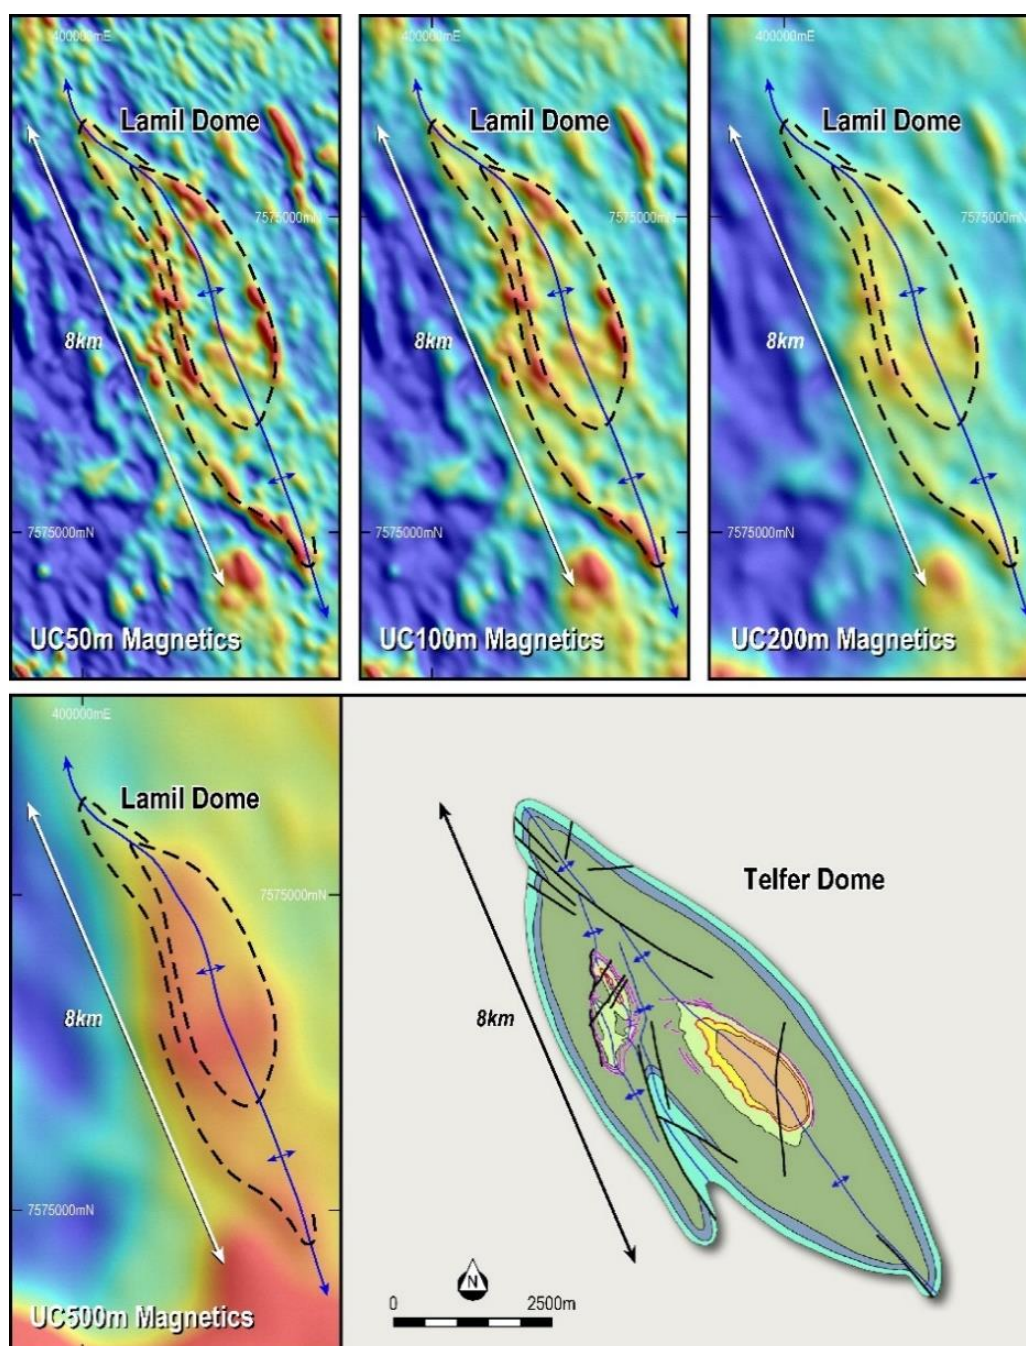 400000mE
Lamil Dome
7575000mN
8km
7575000mN
UC50m Magnetics
400000mE
Lamil Dome
7575000mN
8km
7575000mN
UC100m Magnetics
400000mE
Lamil Dome
7575000mN
8km
7575000mN
UC200m Magnetics
400000mE
Lamil Dome
7575000mN
8km
7575000mN
UC500m Magnetics
Telfer Dome
8km
N
0 2500m